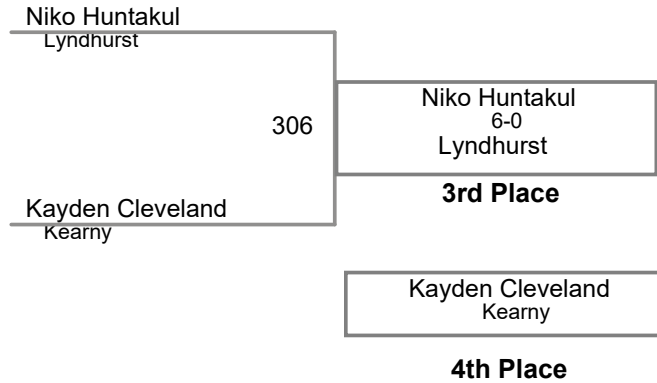 Niko Huntakul
Lyndhurst
306
Niko Huntakul
6-0
Lyndhurst
3rd Place
Kayden Cleveland
Kearny
Kayden Cleveland
Kearny
4th Place